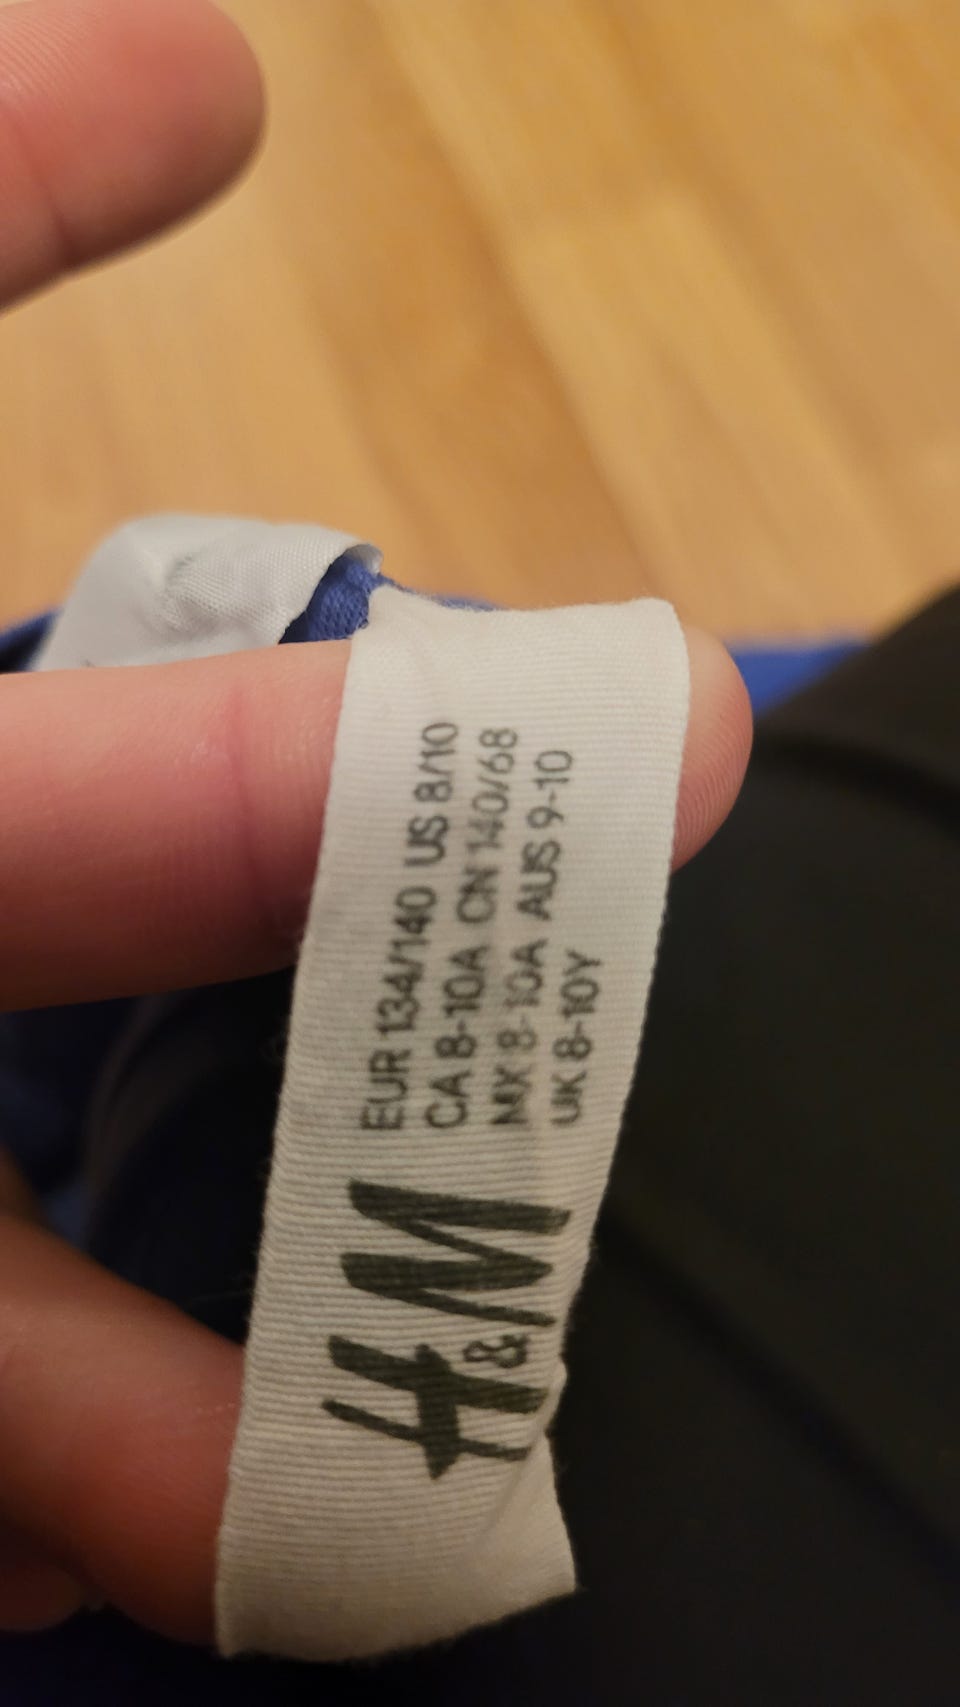 H&M
EUR 134/140 US 8/10
CA 8-10A CN 140/68
MX 8-10A AUS 9-10
UK 8-10Y